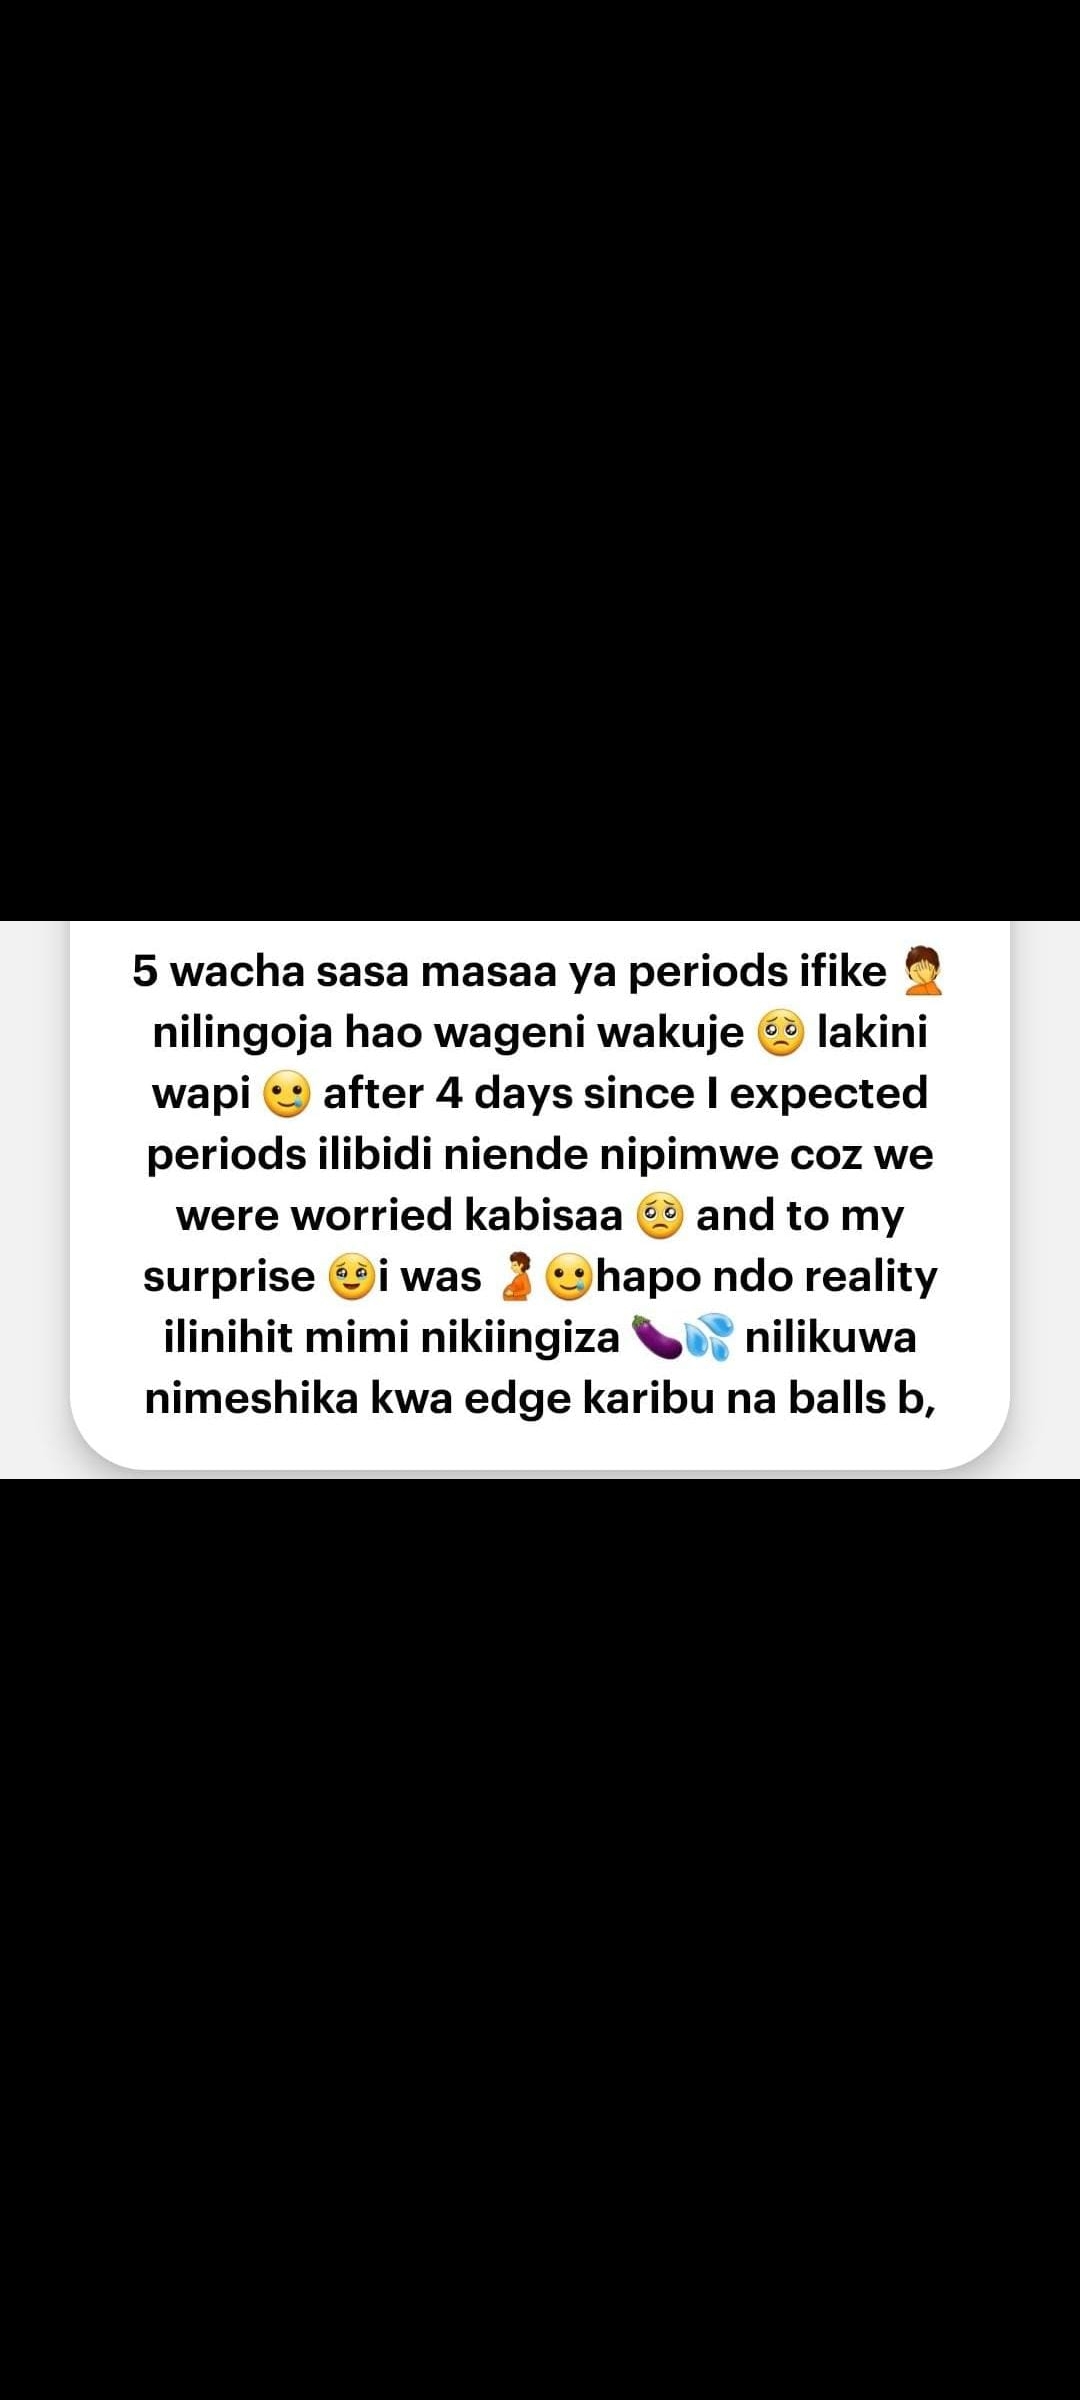 5 wacha sasa masaa ya periods ifike 🤦
nilingoja hao wageni wakuje 🥺 lakini
wapi 🥲 after 4 days since I expected
periods ilibidi niende nipimwe coz we
were worried kabisaa 🥺 and to my
surprise 🥹i was 🫄🥲hapo ndo reality
ilinihit mimi nikiingiza 🍆💦 nilikuwa
nimeshika kwa edge karibu na balls b,